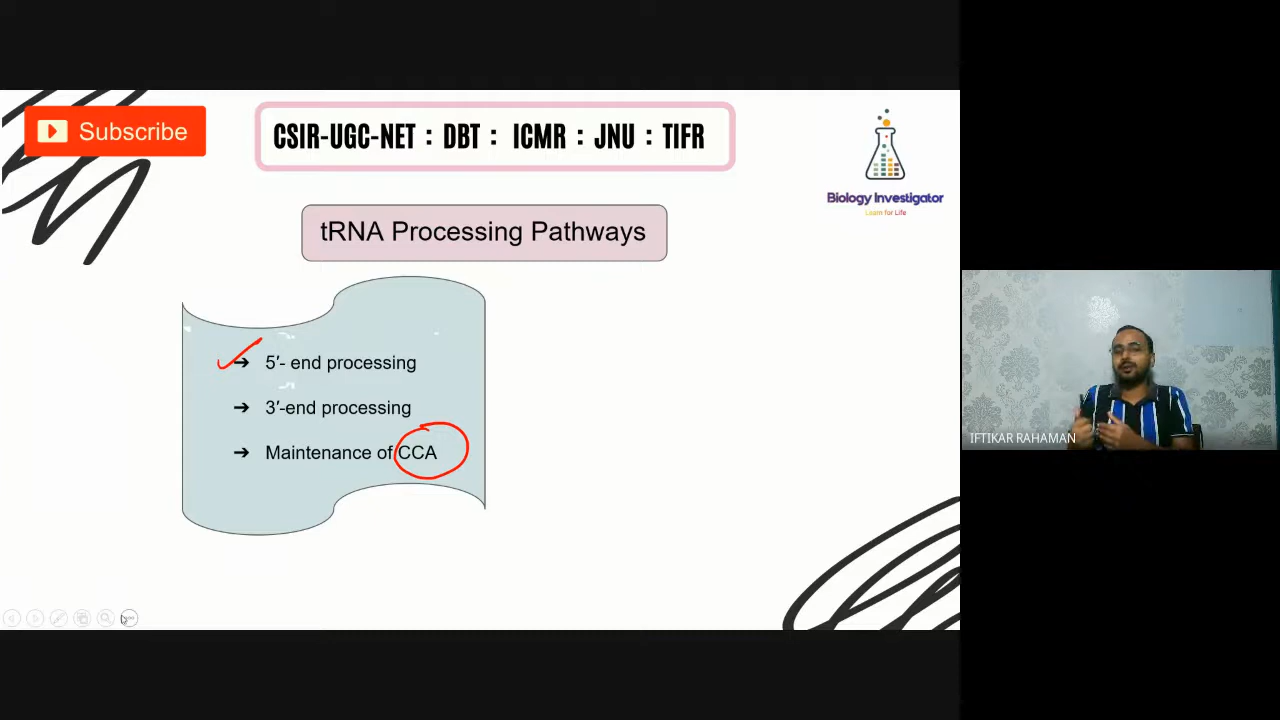 Subscribe
CSIR-UGC-NET : DBT : ICMR : JNU : TIFR
Biology Investigator
Learn for Life
tRNA Processing Pathways
➔ 5′- end processing
➔ 3′-end processing
➔ Maintenance of CCA
IFTIKAR RAHAMAN